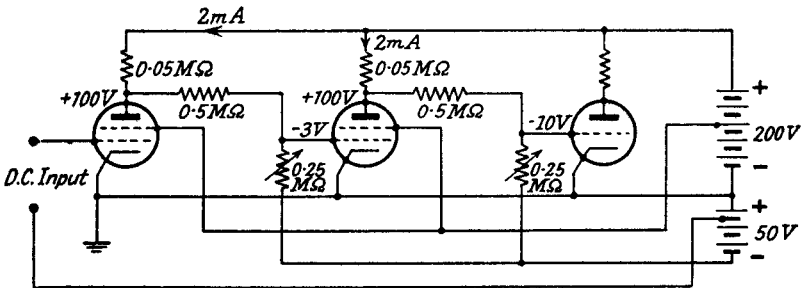 2mA
2mA
0·05MΩ
0·05MΩ
+100V
0·5MΩ
+100V
0·5MΩ
-3V
-10V
+
200V
-
D.C. Input
0·25
MΩ
0·25
MΩ
+
50V
-